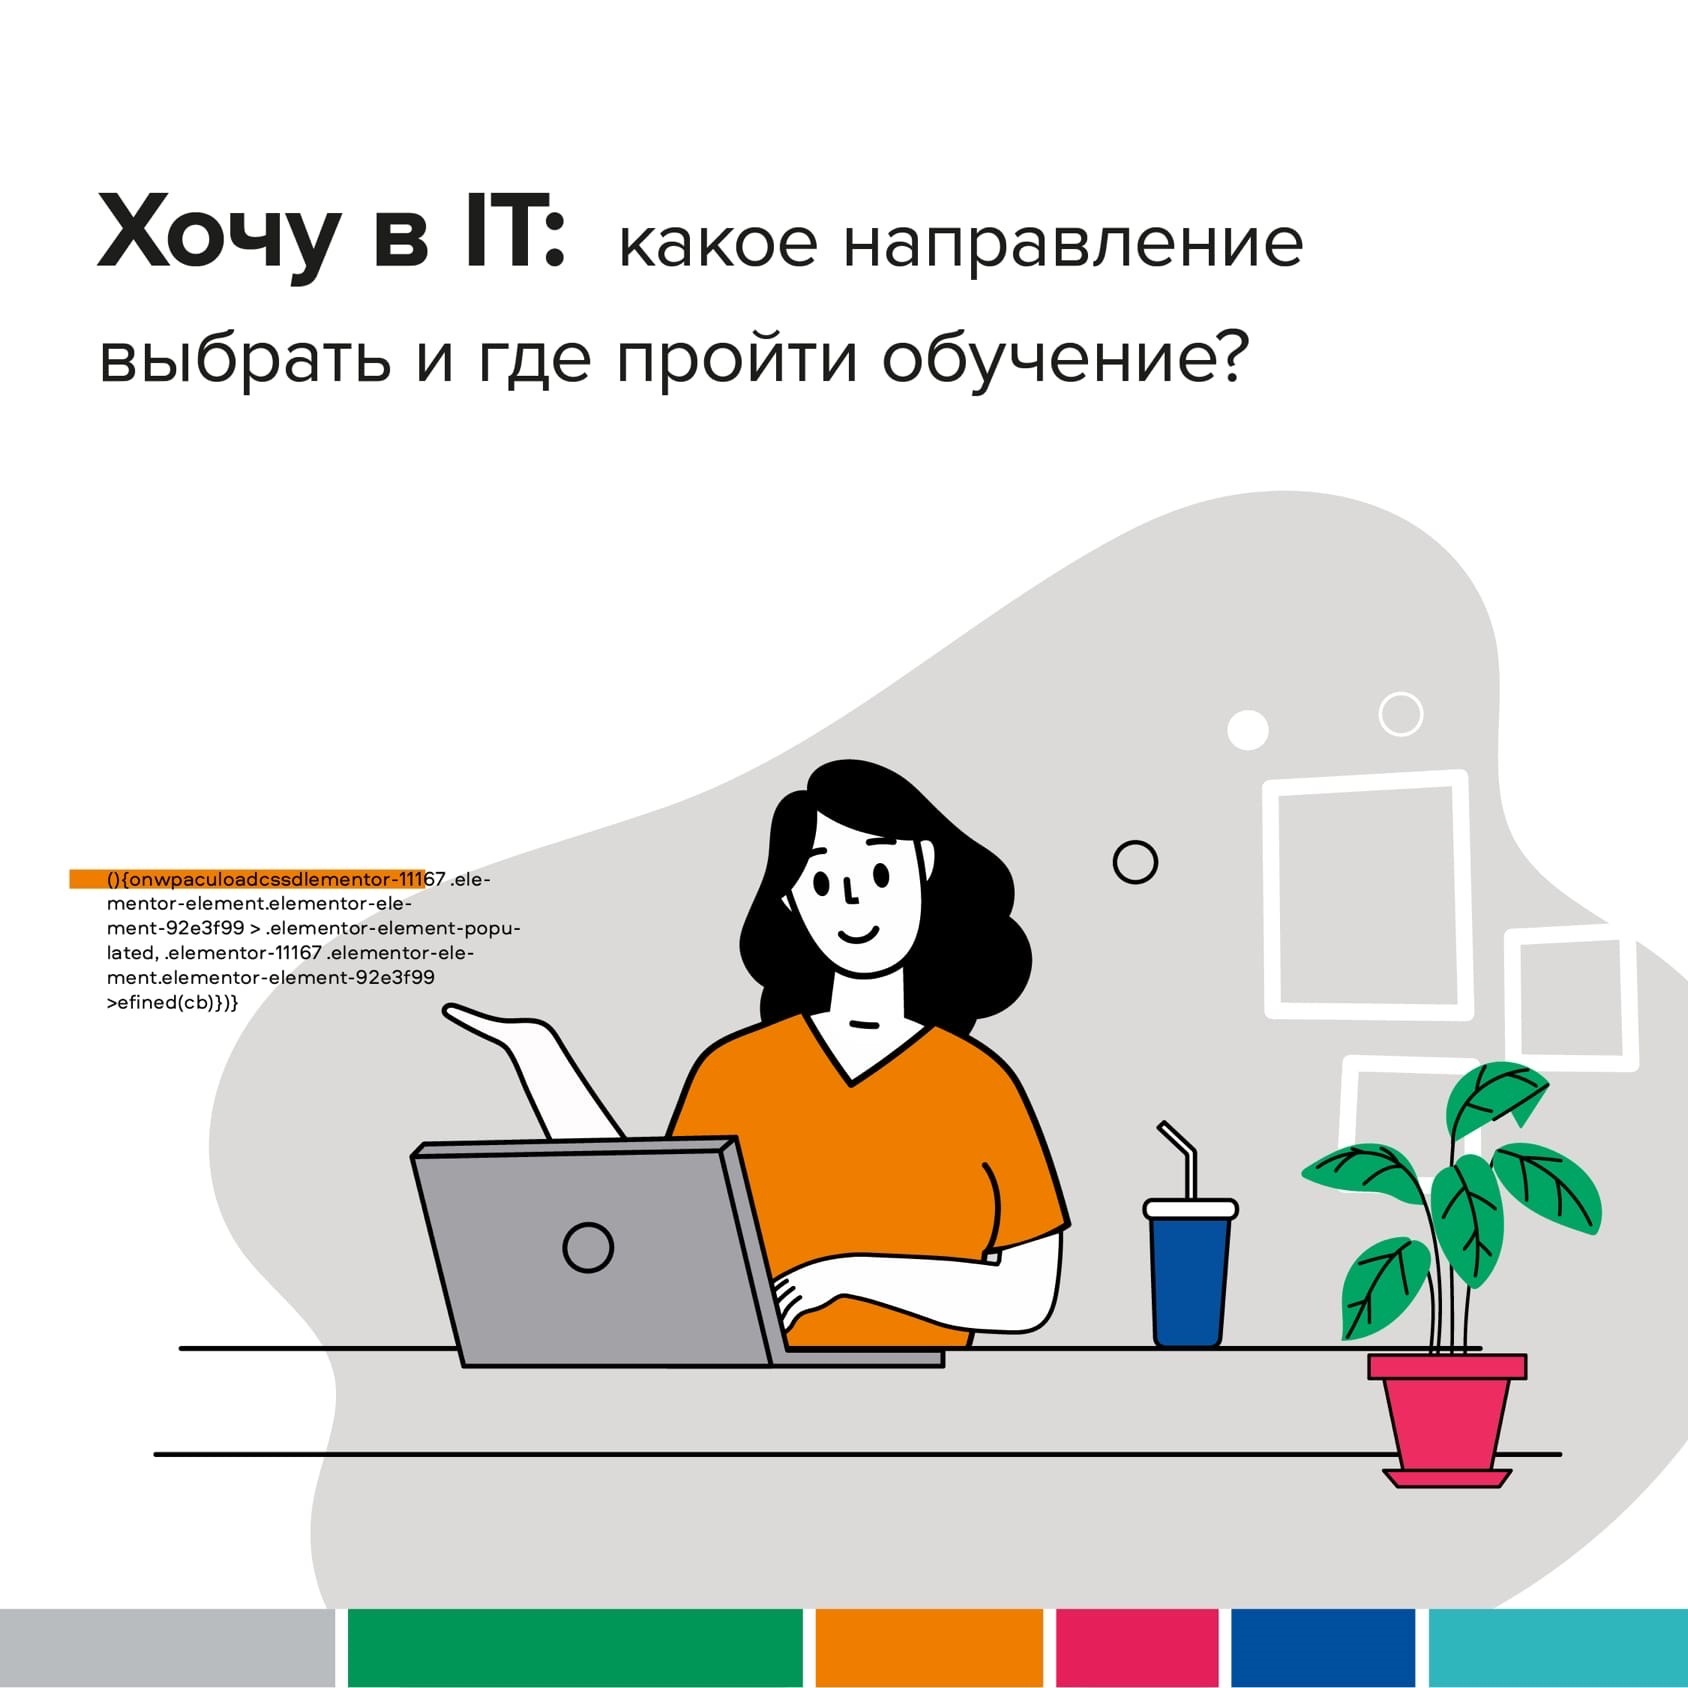 Хочу в IT: какое направление
выбрать и где пройти обучение?
(){onwpaculoadcssdlementor-11167 .ele-
mentor-element.elementor-ele-
ment-92e3f99 > .elementor-element-popu-
lated, .elementor-11167 .elementor-ele-
ment.elementor-element-92e3f99
>efined(cb)})}